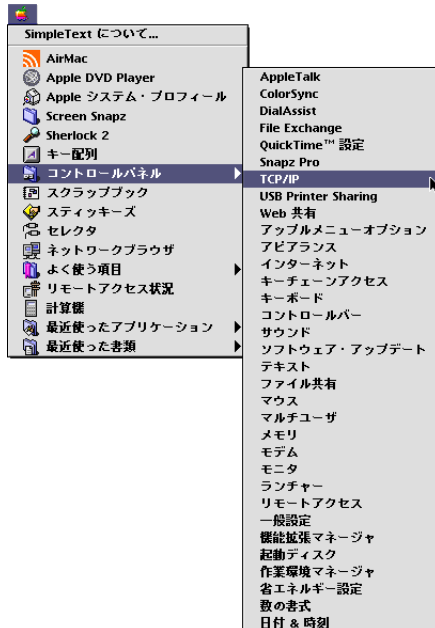 SimpleText について...
AirMac
Apple DVD Player
Apple システム・プロフィール
Screen Snapz
Sherlock 2
キー配列
コントロールパネル
スクラップブック
スティッキーズ
セレクタ
ネットワークブラウザ
よく使う項目
リモートアクセス状況
計算機
最近使ったアプリケーション
最近使った書類
AppleTalk
ColorSync
DialAssist
File Exchange
QuickTime™ 設定
Snapz Pro
TCP/IP
USB Printer Sharing
Web 共有
アップルメニューオプション
アピアランス
インターネット
キーチェーンアクセス
キーボード
コントロールバー
サウンド
ソフトウェア・アップデート
テキスト
ファイル共有
マウス
マルチユーザ
メモリ
モデム
モニタ
ランチャー
リモートアクセス
一般設定
機能拡張マネージャ
起動ディスク
作業環境マネージャ
省エネルギー設定
数の書式
日付 & 時刻